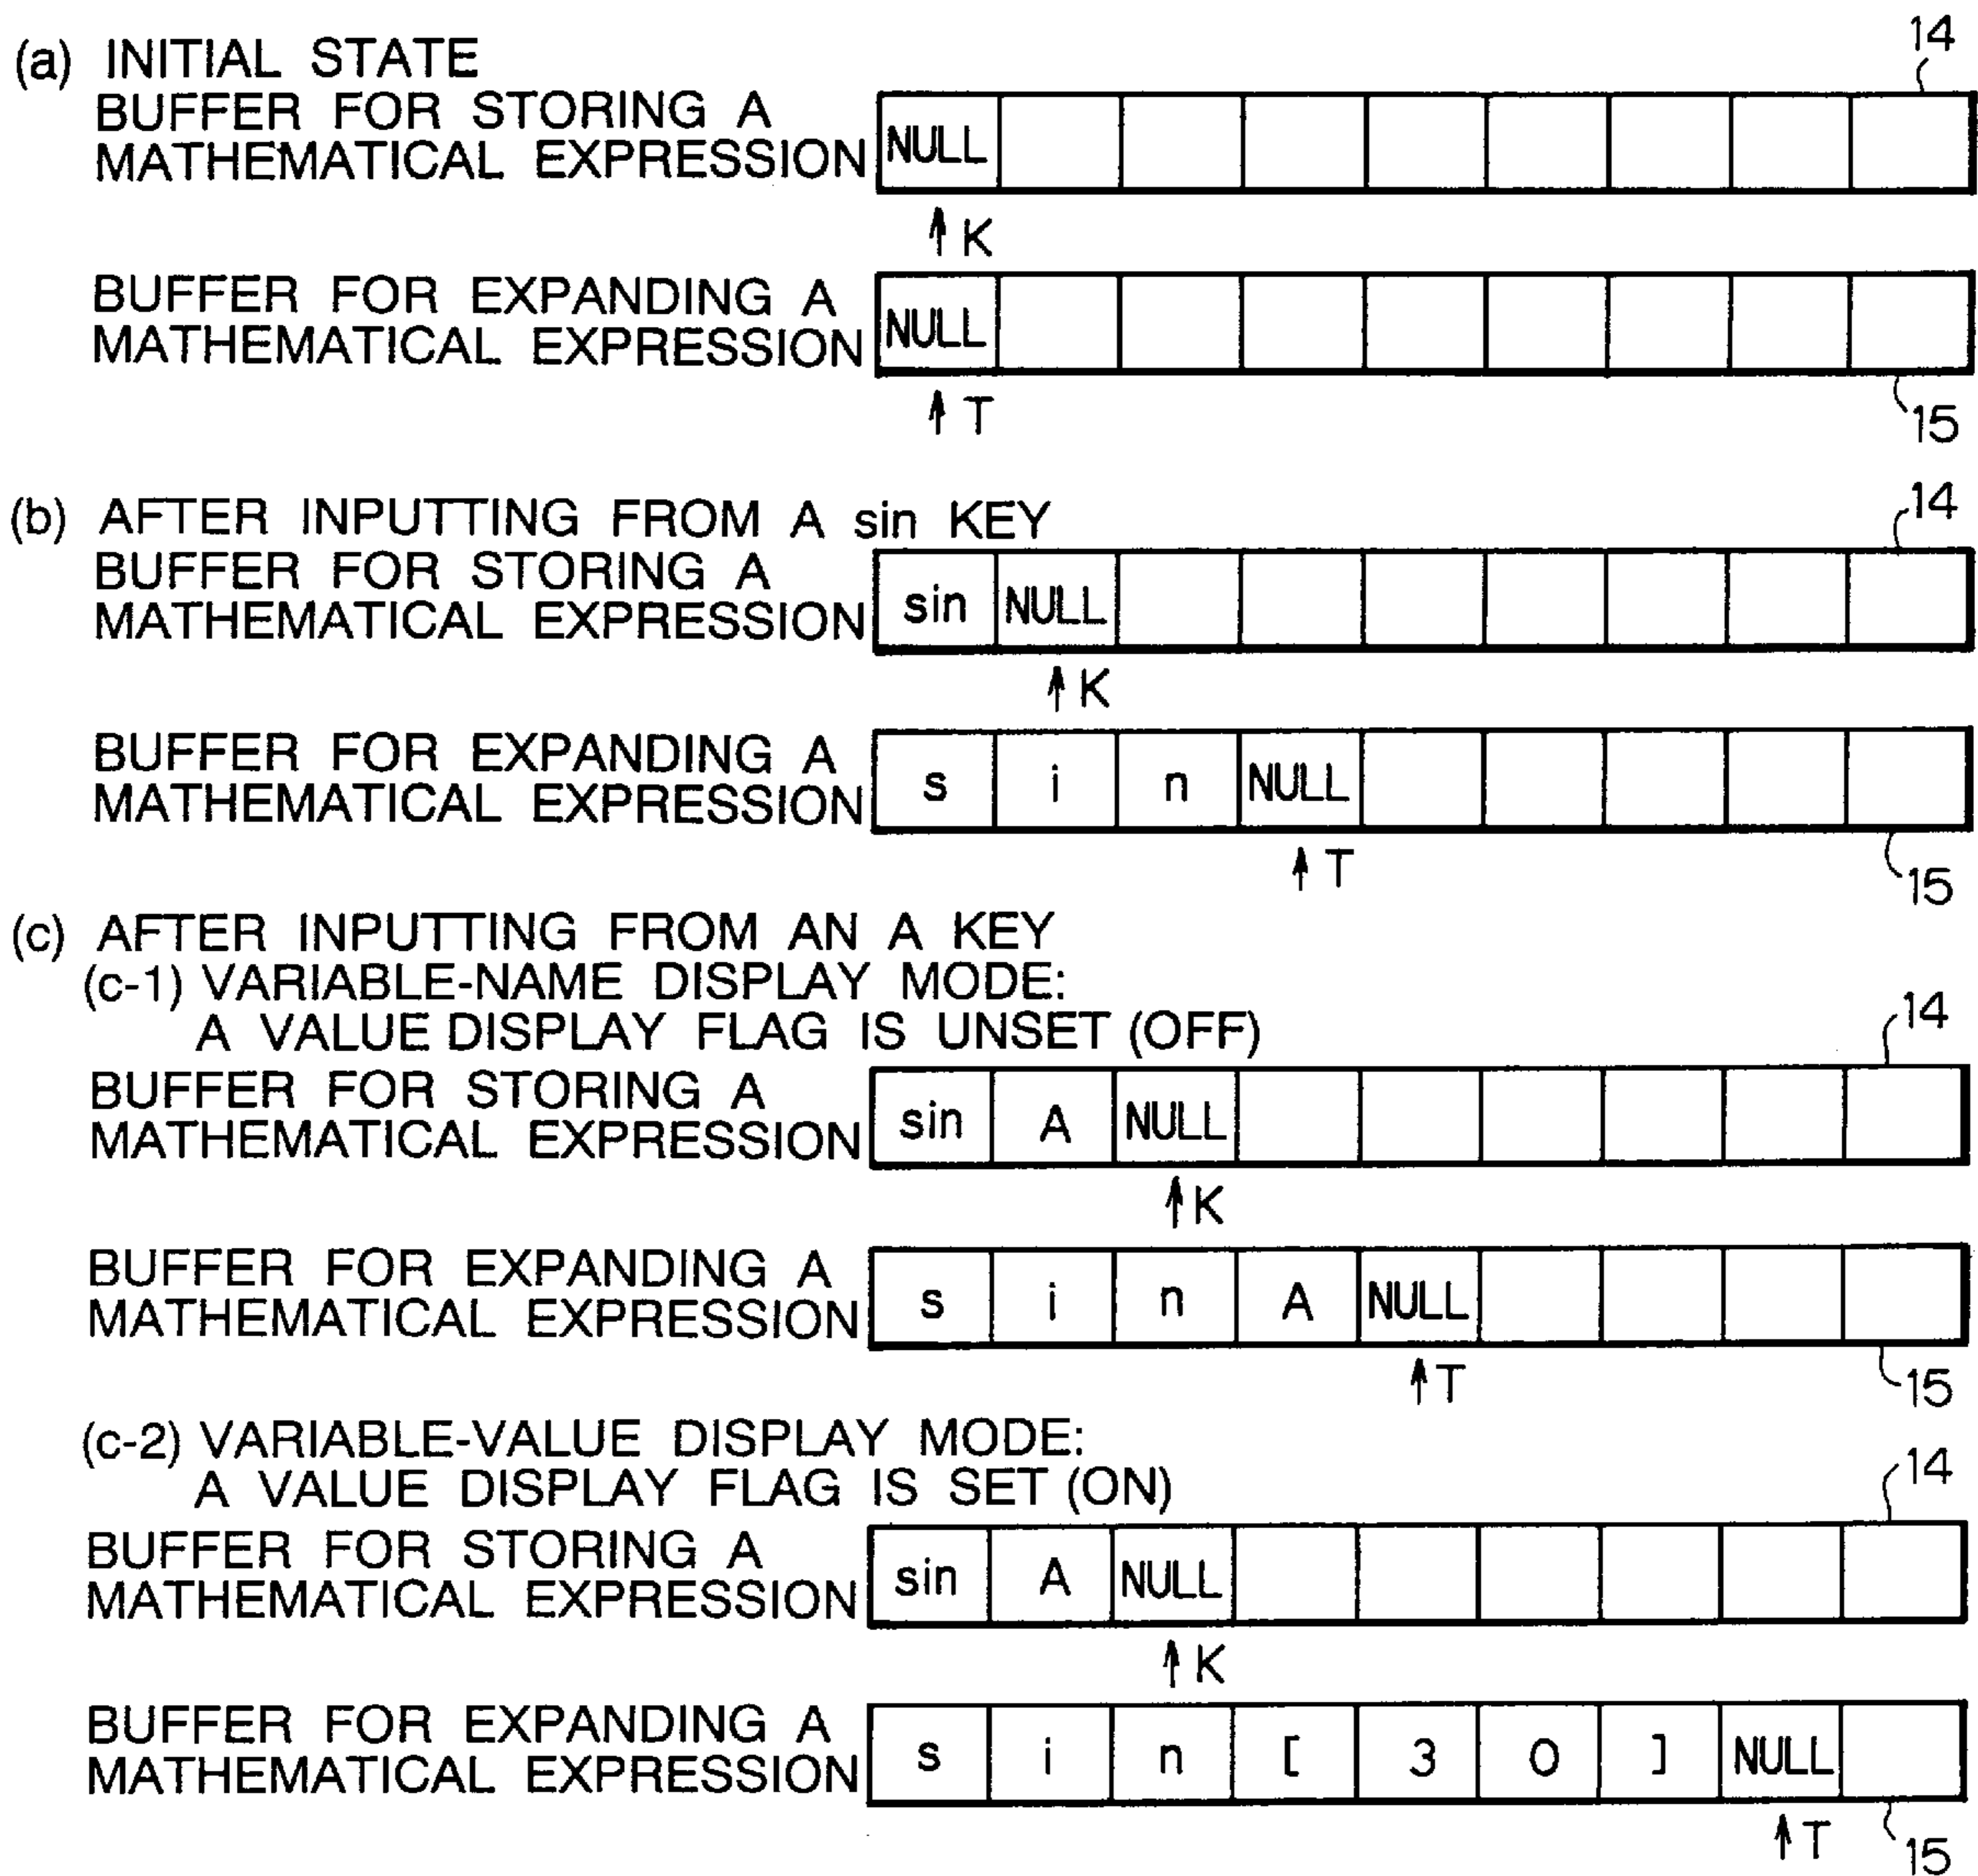 14
(a) INITIAL STATE
BUFFER FOR STORING A
MATHEMATICAL EXPRESSION NULL
K
BUFFER FOR EXPANDING A
MATHEMATICAL EXPRESSION NULL
T
15
(b) AFTER INPUTTING FROM A sin KEY
14
BUFFER FOR STORING A
MATHEMATICAL EXPRESSION sin NULL
K
BUFFER FOR EXPANDING A
MATHEMATICAL EXPRESSION s i n NULL
T
15
(c) AFTER INPUTTING FROM AN A KEY
(c-1) VARIABLE-NAME DISPLAY MODE:
A VALUE DISPLAY FLAG IS UNSET (OFF)
14
BUFFER FOR STORING A
MATHEMATICAL EXPRESSION sin A NULL
K
BUFFER FOR EXPANDING A
MATHEMATICAL EXPRESSION s i n A NULL
T
15
(c-2) VARIABLE-VALUE DISPLAY MODE:
14
A VALUE DISPLAY FLAG IS SET (ON)
BUFFER FOR STORING A
MATHEMATICAL EXPRESSION sin A NULL
K
BUFFER FOR EXPANDING A
MATHEMATICAL EXPRESSION s i n [ 3 0 ] NULL
T
15